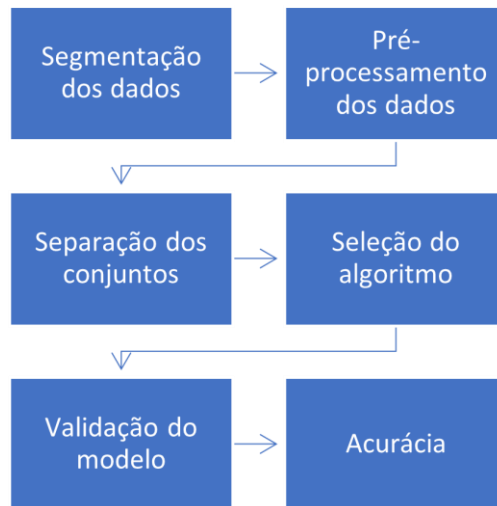 Segmentação
dos dados
Pré-
processamento
dos dados
Separação dos
conjuntos
Seleção do
algoritmo
Validação do
modelo
Acurácia